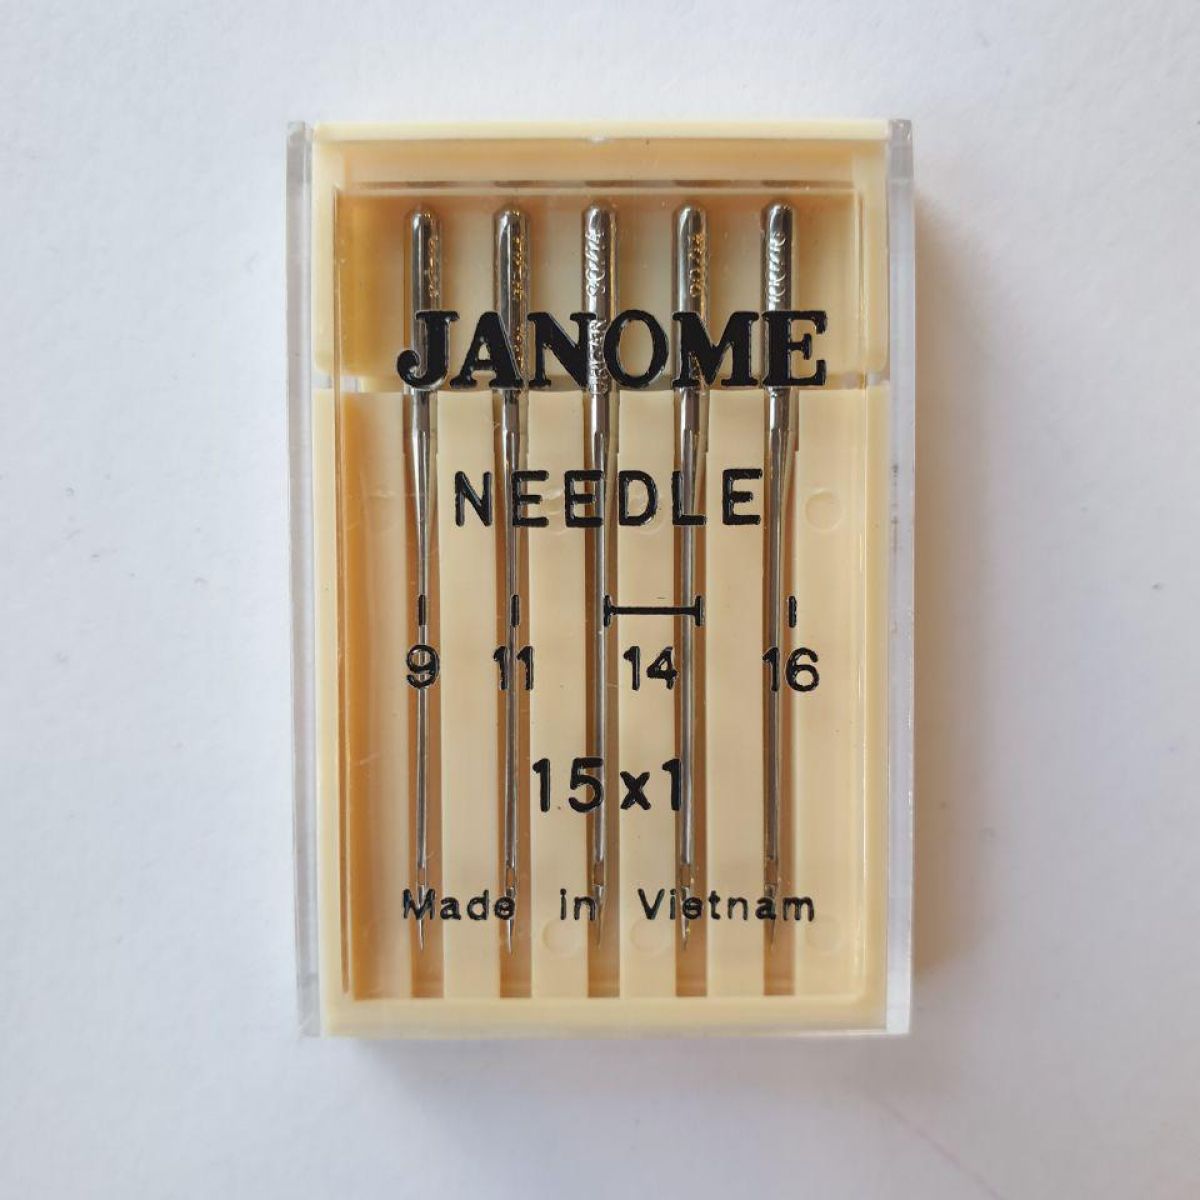 JANOME
NEEDLE
9 11 14 16
15x1
Made in Vietnam